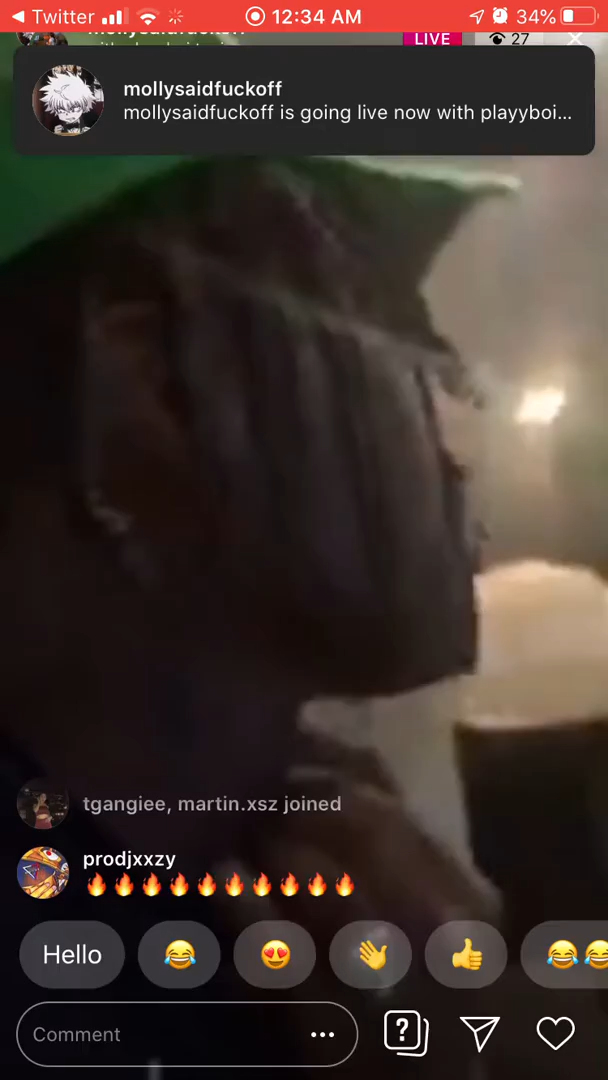 Twitter 12:34 AM 34%
LIVE 27
mollysaidfuckoff
mollysaidfuckoff is going live now with playyboi...
tgangiee, martin.xsz joined
prodjxxzy
🔥🔥🔥🔥🔥🔥🔥🔥🔥🔥
Hello 😂 😍 👋 👍 😂😂
Comment